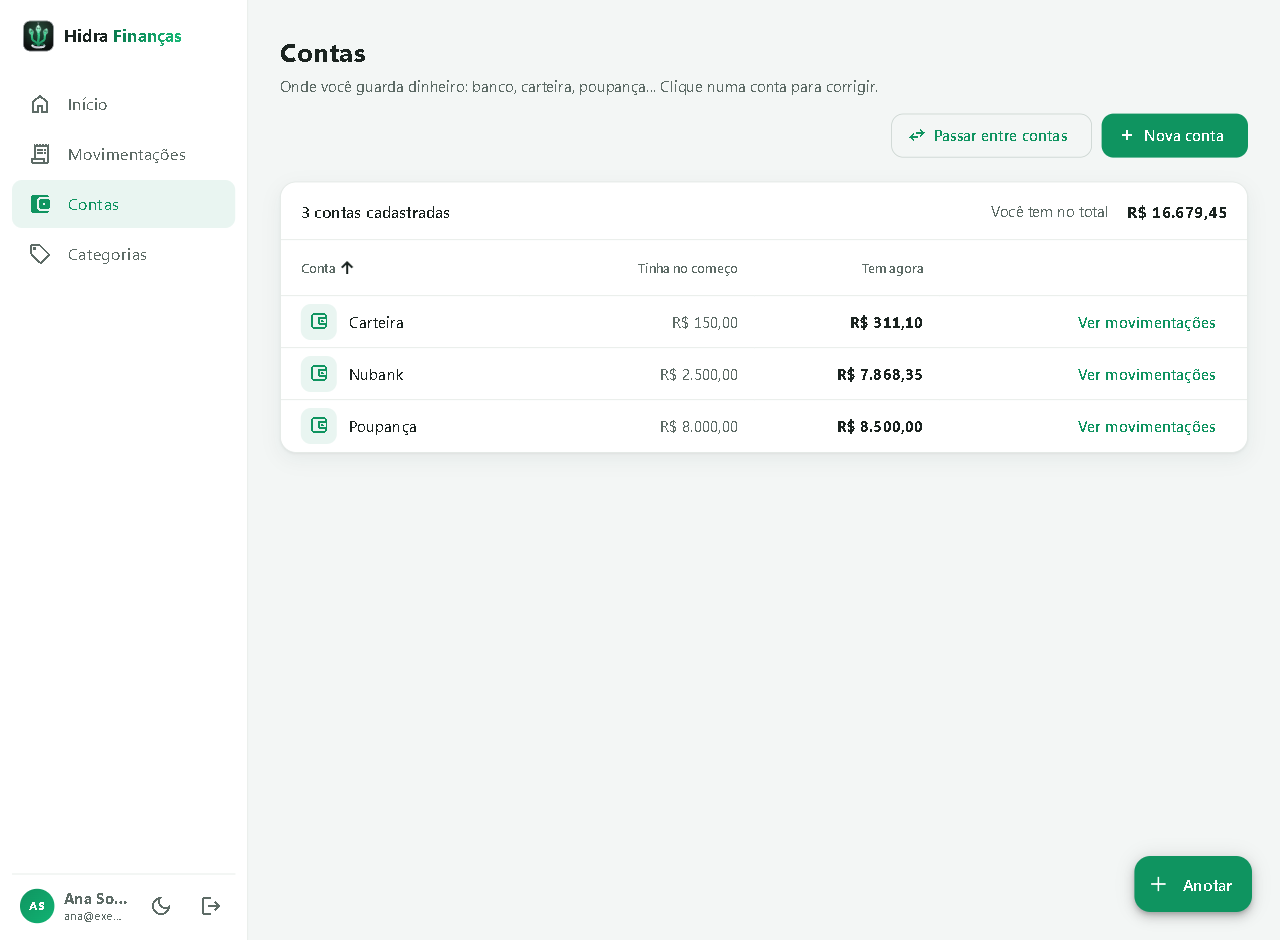 Hidra Finanças
Início
Movimentações
Contas
Categorias
Contas
Onde você guarda dinheiro: banco, carteira, poupança... Clique numa conta para corrigir.
Passar entre contas
Nova conta
3 contas cadastradas
Você tem no total R$ 16.679,45
Conta Tinha no começo Tem agora
Carteira R$ 150,00 R$ 311,10 Ver movimentações
Nubank R$ 2.500,00 R$ 7.868,35 Ver movimentações
Poupança R$ 8.000,00 R$ 8.500,00 Ver movimentações
AS
Ana So...
ana@exe...
Anotar